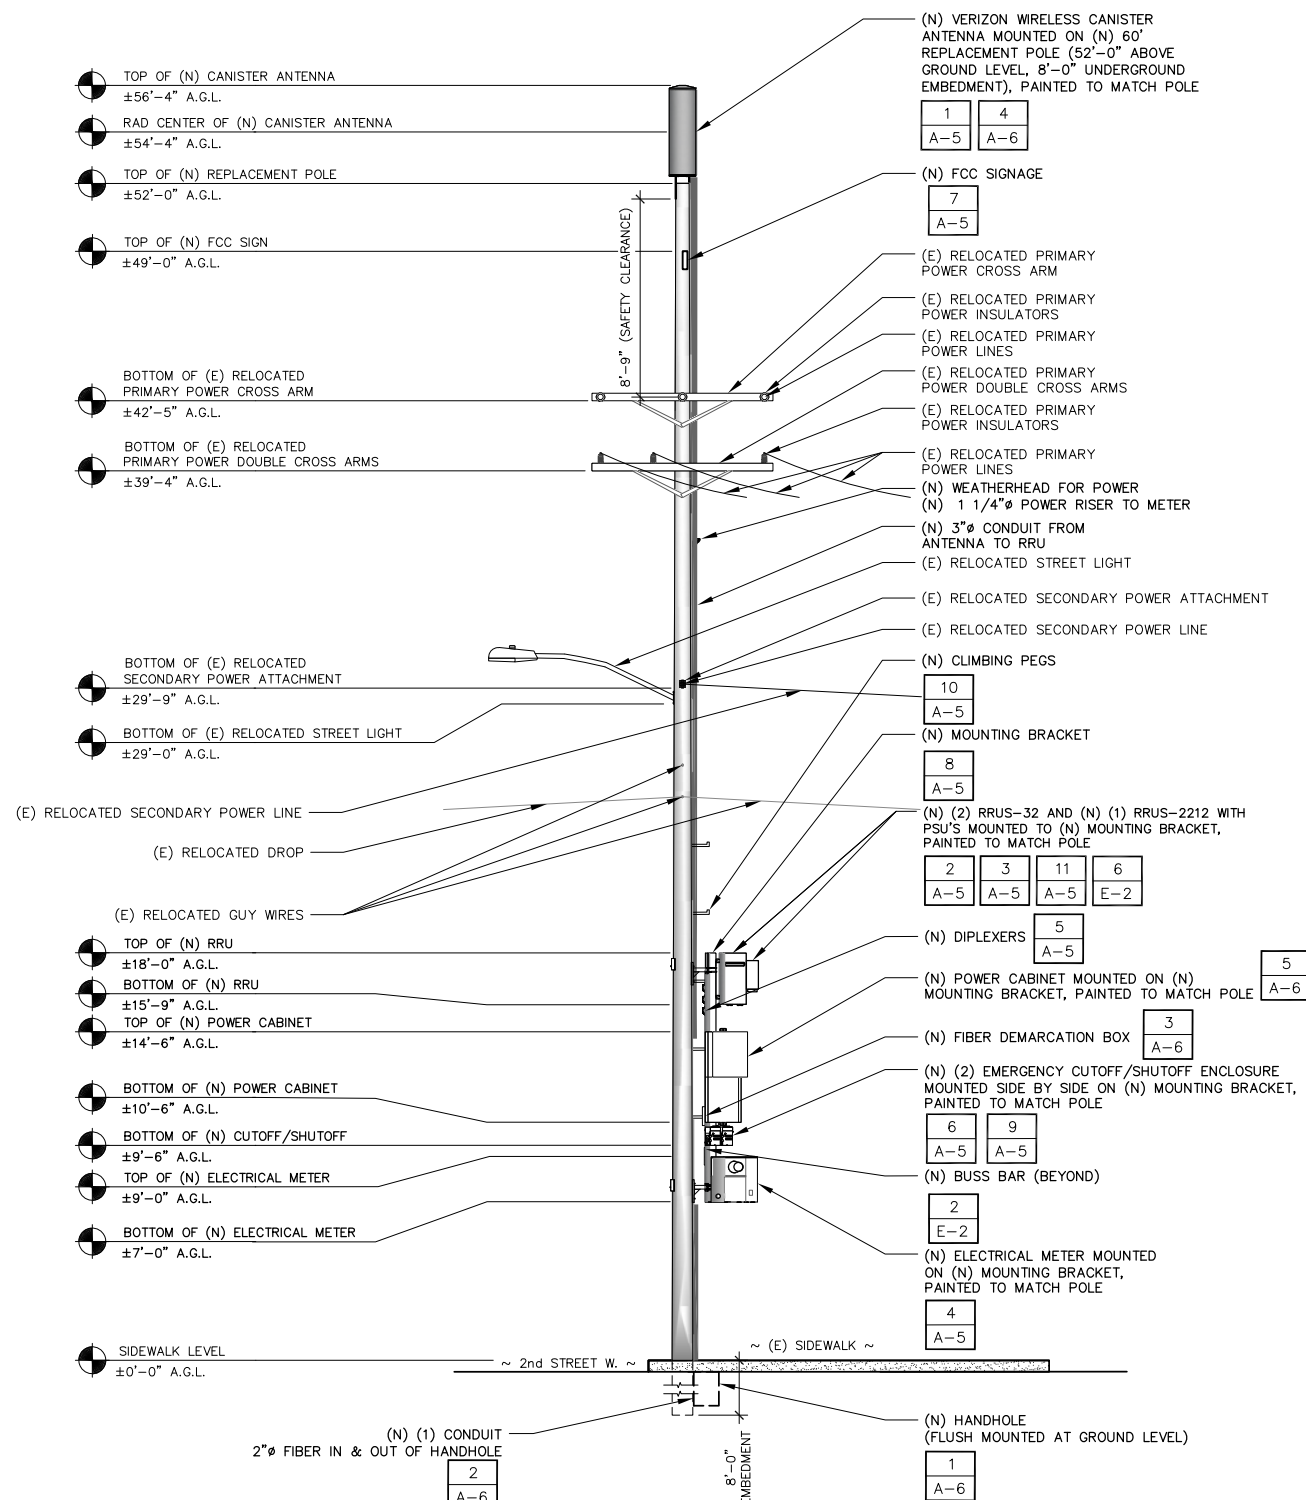 TOP OF (N) CANISTER ANTENNA
±56'-4" A.G.L.
RAD CENTER OF (N) CANISTER ANTENNA
±54'-4" A.G.L.
TOP OF (N) REPLACEMENT POLE
±52'-0" A.G.L.
TOP OF (N) FCC SIGN
±49'-0" A.G.L.
BOTTOM OF (E) RELOCATED
PRIMARY POWER CROSS ARM
±42'-5" A.G.L.
BOTTOM OF (E) RELOCATED
PRIMARY POWER DOUBLE CROSS ARMS
±39'-4" A.G.L.
BOTTOM OF (E) RELOCATED
SECONDARY POWER ATTACHMENT
±29'-9" A.G.L.
BOTTOM OF (E) RELOCATED STREET LIGHT
±29'-0" A.G.L.
(E) RELOCATED SECONDARY POWER LINE
(E) RELOCATED DROP
(E) RELOCATED GUY WIRES
TOP OF (N) RRU
±18'-0" A.G.L.
BOTTOM OF (N) RRU
±15'-9" A.G.L.
TOP OF (N) POWER CABINET
±14'-6" A.G.L.
BOTTOM OF (N) POWER CABINET
±10'-6" A.G.L.
BOTTOM OF (N) CUTOFF/SHUTOFF
±9'-6" A.G.L.
TOP OF (N) ELECTRICAL METER
±9'-0" A.G.L.
BOTTOM OF (N) ELECTRICAL METER
±7'-0" A.G.L.
SIDEWALK LEVEL
±0'-0" A.G.L.
~ 2nd STREET W. ~
~ (E) SIDEWALK ~
(N) (1) CONDUIT
2"ø FIBER IN & OUT OF HANDHOLE
2
A-6
8'-0"
EMBEDMENT
8'-9" (SAFETY CLEARANCE)
(N) VERIZON WIRELESS CANISTER
ANTENNA MOUNTED ON (N) 60'
REPLACEMENT POLE (52'-0" ABOVE
GROUND LEVEL, 8'-0" UNDERGROUND
EMBEDMENT), PAINTED TO MATCH POLE
1 4
A-5 A-6
(N) FCC SIGNAGE
7
A-5
(E) RELOCATED PRIMARY
POWER CROSS ARM
(E) RELOCATED PRIMARY
POWER INSULATORS
(E) RELOCATED PRIMARY
POWER LINES
(E) RELOCATED PRIMARY
POWER DOUBLE CROSS ARMS
(E) RELOCATED PRIMARY
POWER INSULATORS
(E) RELOCATED PRIMARY
POWER LINES
(N) WEATHERHEAD FOR POWER
(N) 1 1/4"ø POWER RISER TO METER
(N) 3"ø CONDUIT FROM
ANTENNA TO RRU
(E) RELOCATED STREET LIGHT
(E) RELOCATED SECONDARY POWER ATTACHMENT
(E) RELOCATED SECONDARY POWER LINE
(N) CLIMBING PEGS
10
A-5
(N) MOUNTING BRACKET
8
A-5
(N) (2) RRUS-32 AND (N) (1) RRUS-2212 WITH
PSU'S MOUNTED TO (N) MOUNTING BRACKET,
PAINTED TO MATCH POLE
2 3 11 6
A-5 A-5 A-5 E-2
(N) DIPLEXERS
5
A-5
(N) POWER CABINET MOUNTED ON (N)
MOUNTING BRACKET, PAINTED TO MATCH POLE
5
A-6
(N) FIBER DEMARCATION BOX
3
A-6
(N) (2) EMERGENCY CUTOFF/SHUTOFF ENCLOSURE
MOUNTED SIDE BY SIDE ON (N) MOUNTING BRACKET,
PAINTED TO MATCH POLE
6 9
A-5 A-5
(N) BUSS BAR (BEYOND)
2
E-2
(N) ELECTRICAL METER MOUNTED
ON (N) MOUNTING BRACKET,
PAINTED TO MATCH POLE
4
A-5
(N) HANDHOLE
(FLUSH MOUNTED AT GROUND LEVEL)
1
A-6